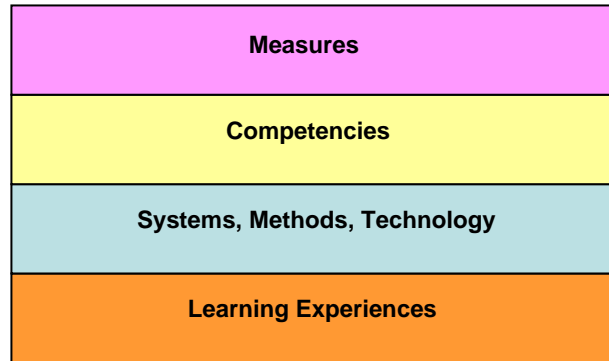 Measures
Competencies
Systems, Methods, Technology
Learning Experiences